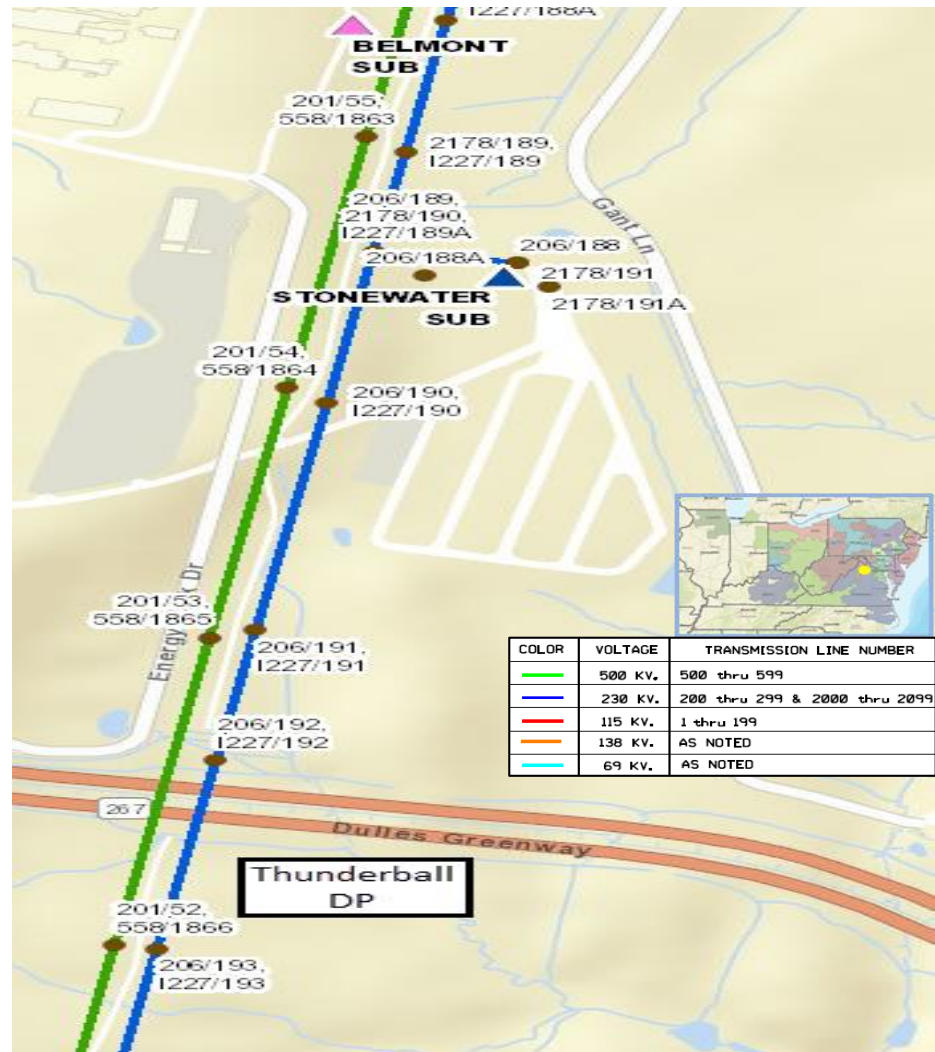 I227/188A
BELMONT
SUB
201/55,
558/1863
2178/189,
I227/189
206/189,
2178/190,
I227/189A
Gant Ln
206/188A
206/188
2178/191
STONEWATER
SUB
2178/191A
201/54,
558/1864
206/190,
I227/190
201/53,
558/1865
206/191,
I227/191
206/192,
I227/192
COLOR VOLTAGE TRANSMISSION LINE NUMBER
500 KV. 500 thru 599
230 KV. 200 thru 299 & 2000 thru 2099
115 KV. 1 thru 199
138 KV. AS NOTED
69 KV. AS NOTED
267
Dulles Greenway
Thunderball
DP
201/52,
558/1866
206/193,
I227/193